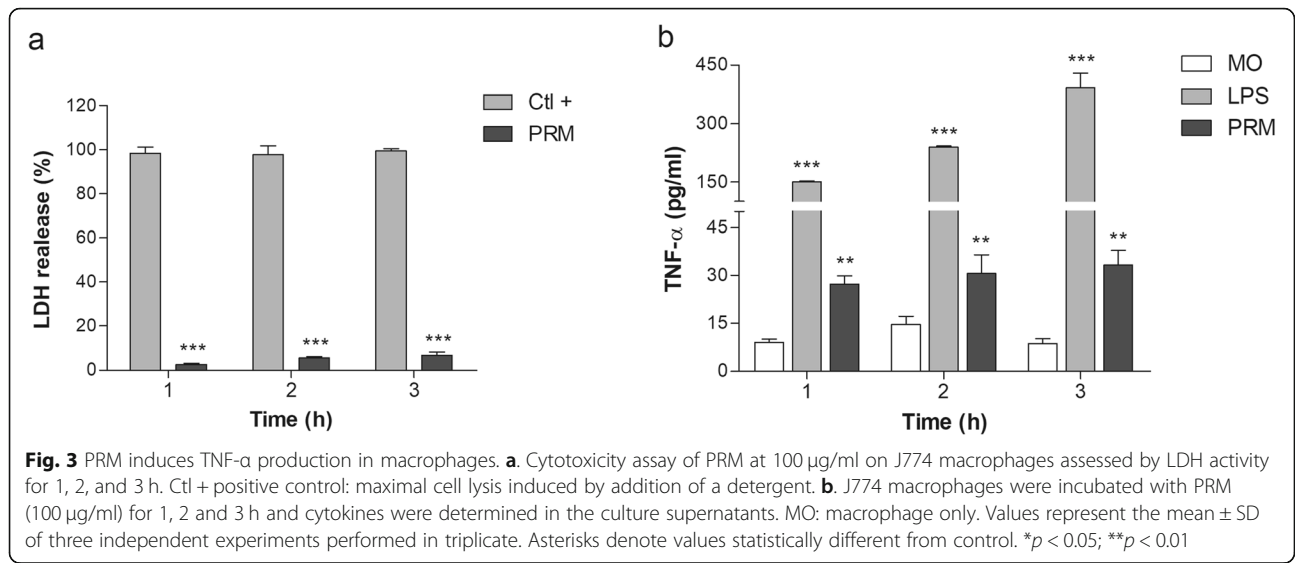 a
120
100
80
60
40
20
0
LDH realease (%)
***
***
***
1 2 3
Time (h)
Ctl +
PRM
b
450
300
150
45
30
15
0
TNF-α (pg/ml)
***
***
***
**
**
**
1 2 3
Time (h)
MO
LPS
PRM
Fig. 3 PRM induces TNF-α production in macrophages. a. Cytotoxicity assay of PRM at 100 μg/ml on J774 macrophages assessed by LDH activity
for 1, 2, and 3 h. Ctl + positive control: maximal cell lysis induced by addition of a detergent. b. J774 macrophages were incubated with PRM
(100 μg/ml) for 1, 2 and 3 h and cytokines were determined in the culture supernatants. MO: macrophage only. Values represent the mean ± SD
of three independent experiments performed in triplicate. Asterisks denote values statistically different from control. *p < 0.05; **p < 0.01